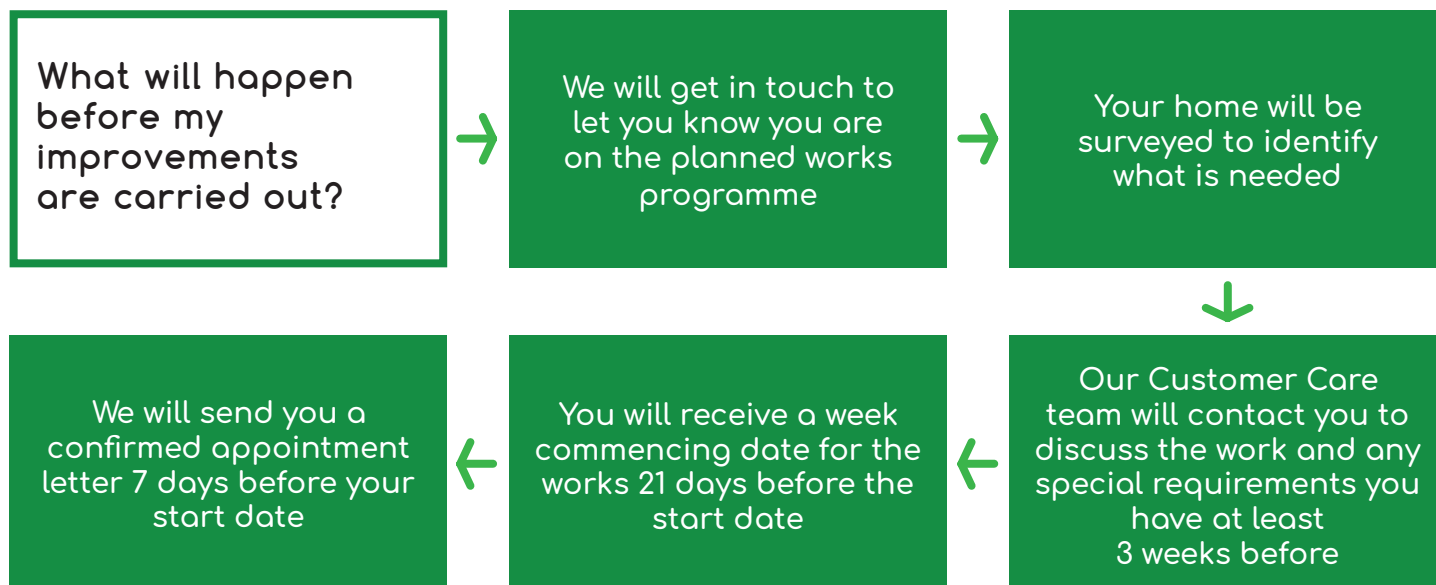 What will happen
before my
improvements
are carried out?
We will get in touch to
let you know you are
on the planned works
programme
Your home will be
surveyed to identify
what is needed
Our Customer Care
team will contact you to
discuss the work and any
special requirements you
have at least
3 weeks before
You will receive a week
commencing date for the
works 21 days before the
start date
We will send you a
confirmed appointment
letter 7 days before your
start date